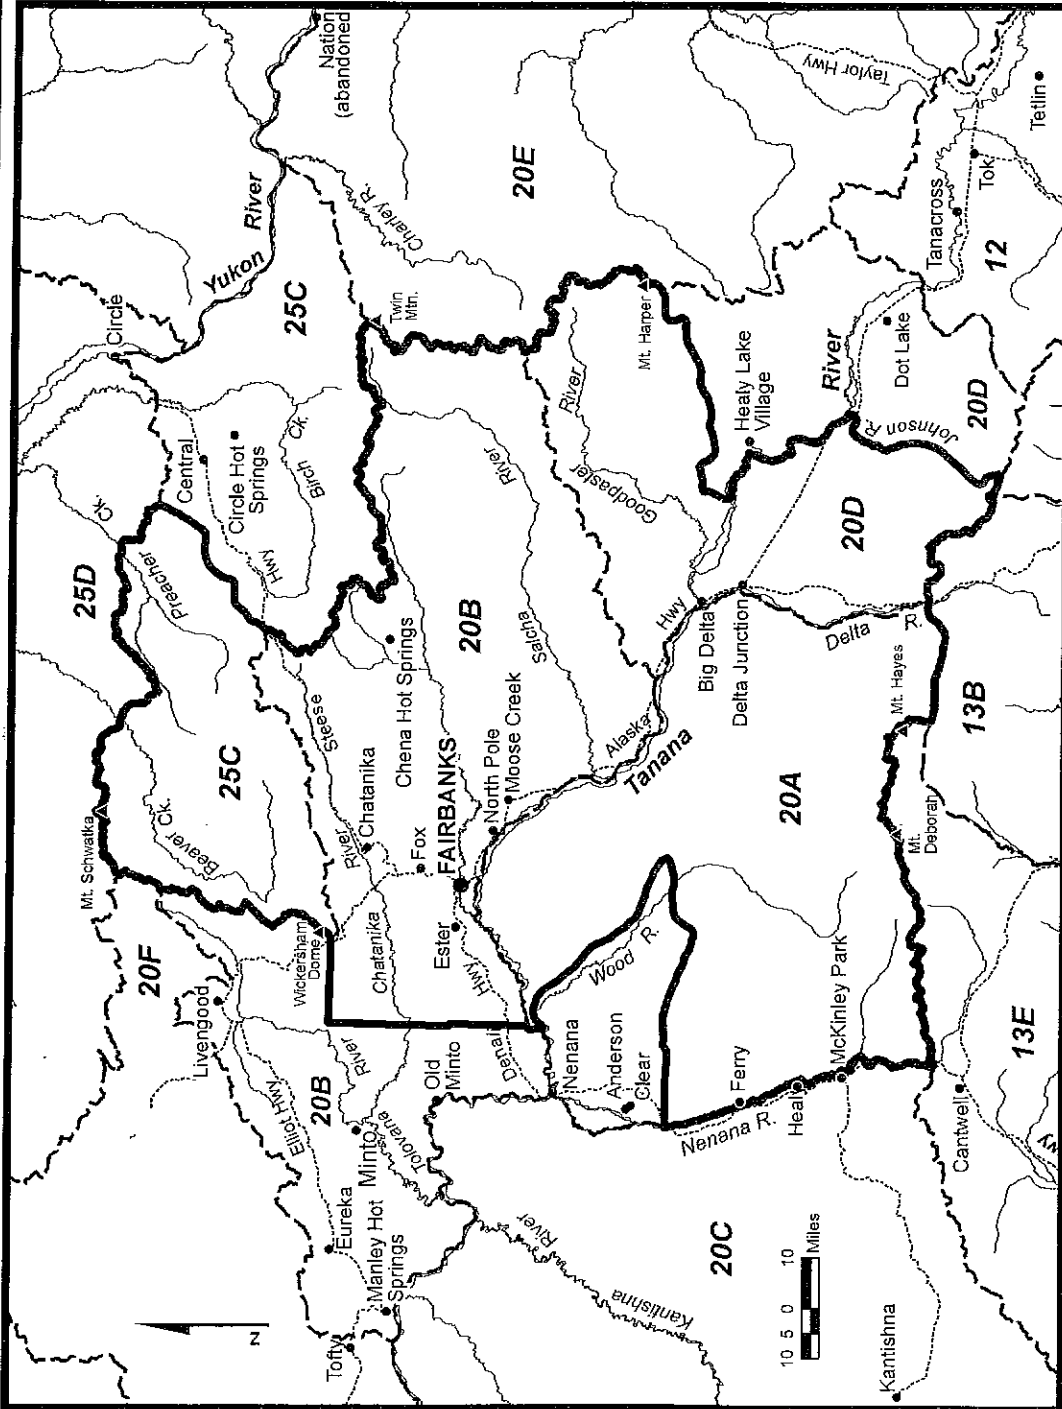 Mt. Schwatka
25D
Ck.
Circle
Nation
(abandoned
20F
Beaver Ck.
Preacher
Central
Yukon River
Livengood
25C
Circle Hot
Springs
25C
N
Elliot Hwy
Wickersham
Dome
Hwy
Birch Ck.
Charley R.
Tofty
Eureka
20B
River
Steese
Manley Hot
Springs
Minto
Tolovana
Chatanika
River
Chatanika
Chena Hot Springs
Twin
Mtn.
Old
Minto
Fox
Ester
FAIRBANKS
20B
River
20E
Hwy
Denali
North Pole
Moose Creek
Salcha
River
Kantishna
River
Nenana
Wood R.
Alaska
Hwy
Goodpaster
River
Anderson
Clear
Tanana
Mt. Harper
Nenana R.
20C
Ferry
Big Delta
Healy Lake
Village
Healy
Delta Junction
McKinley Park
20A
Delta R.
20D
River
Taylor Hwy
10 5 0 10
Miles
Kantishna
Mt.
Deborah
Mt. Hayes
Dot Lake
Johnson R.
Tanacross
Cantwell
13B
20D
12
Tok
13E
Tetlin